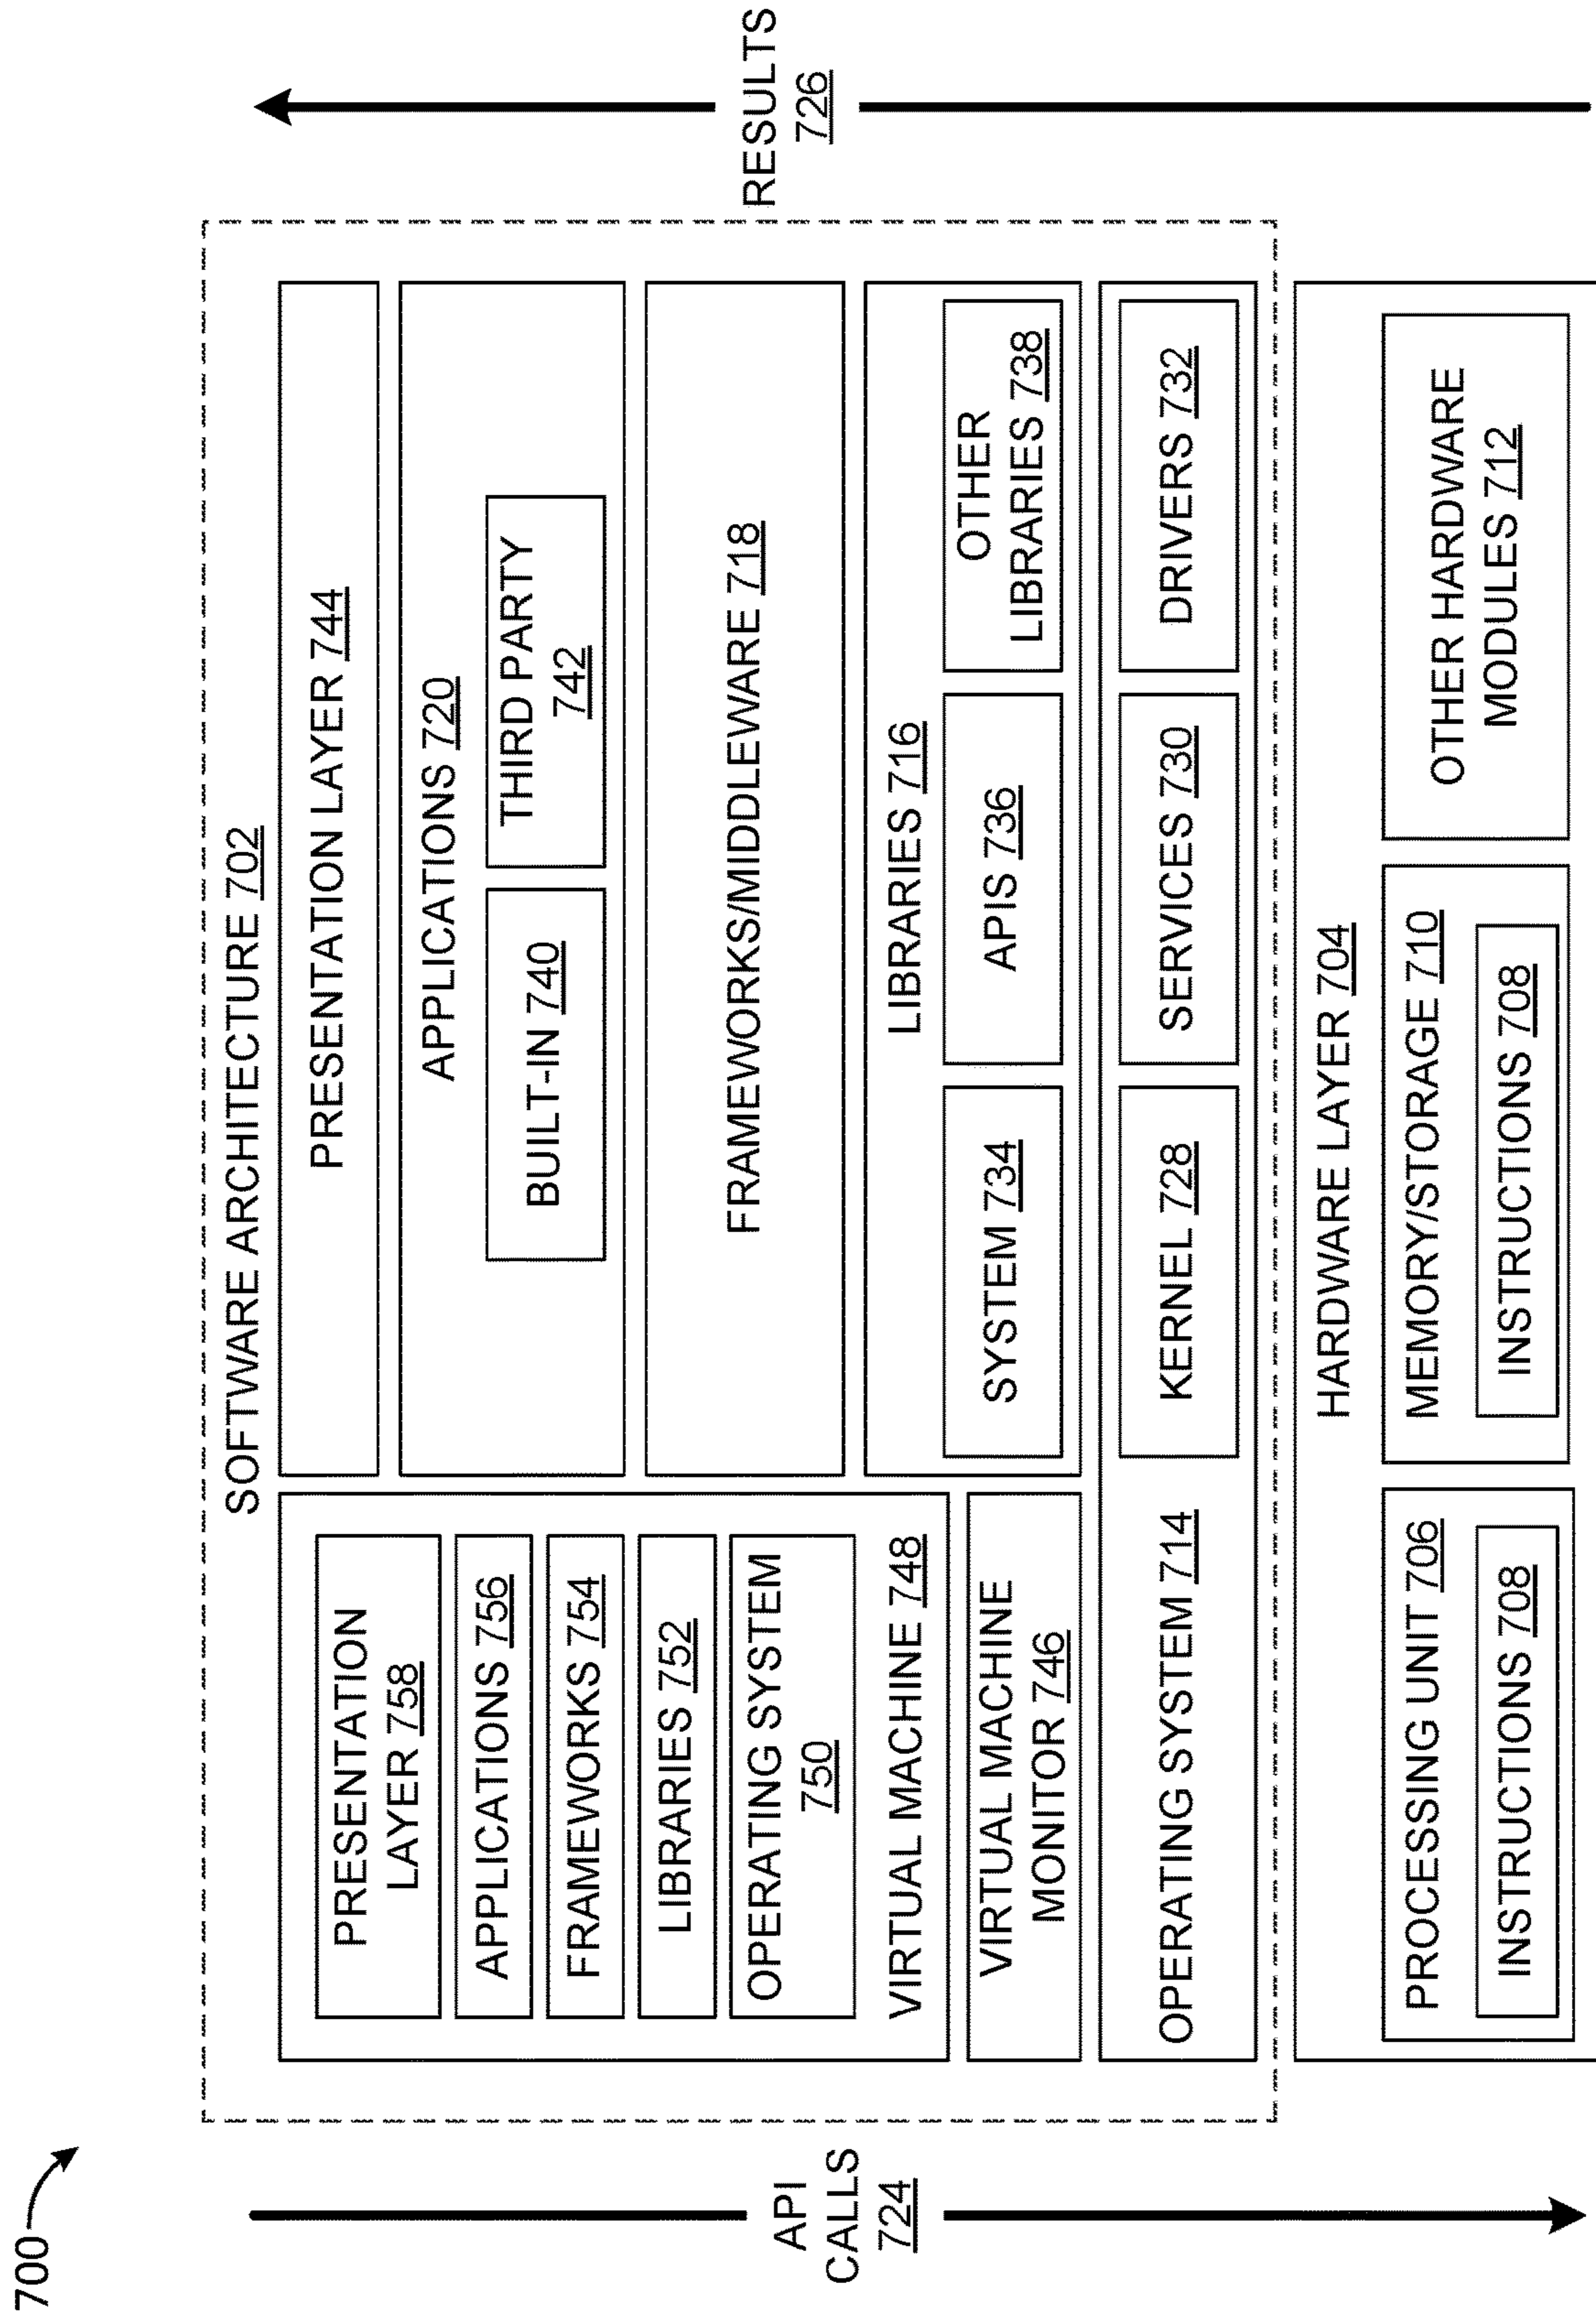 700
SOFTWARE ARCHITECTURE 702
PRESENTATION
LAYER 758
APPLICATIONS 756
FRAMEWORKS 754
LIBRARIES 752
OPERATING SYSTEM
750
VIRTUAL MACHINE 748
VIRTUAL MACHINE
MONITOR 746
PRESENTATION LAYER 744
APPLICATIONS 720
BUILT-IN 740
THIRD PARTY
742
FRAMEWORKS/MIDDLEWARE 718
LIBRARIES 716
SYSTEM 734
APIS 736
OTHER
LIBRARIES 738
OPERATING SYSTEM 714
KERNEL 728
SERVICES 730
DRIVERS 732
API
CALLS
724
RESULTS
726
HARDWARE LAYER 704
PROCESSING UNIT 706
INSTRUCTIONS 708
MEMORY/STORAGE 710
INSTRUCTIONS 708
OTHER HARDWARE
MODULES 712